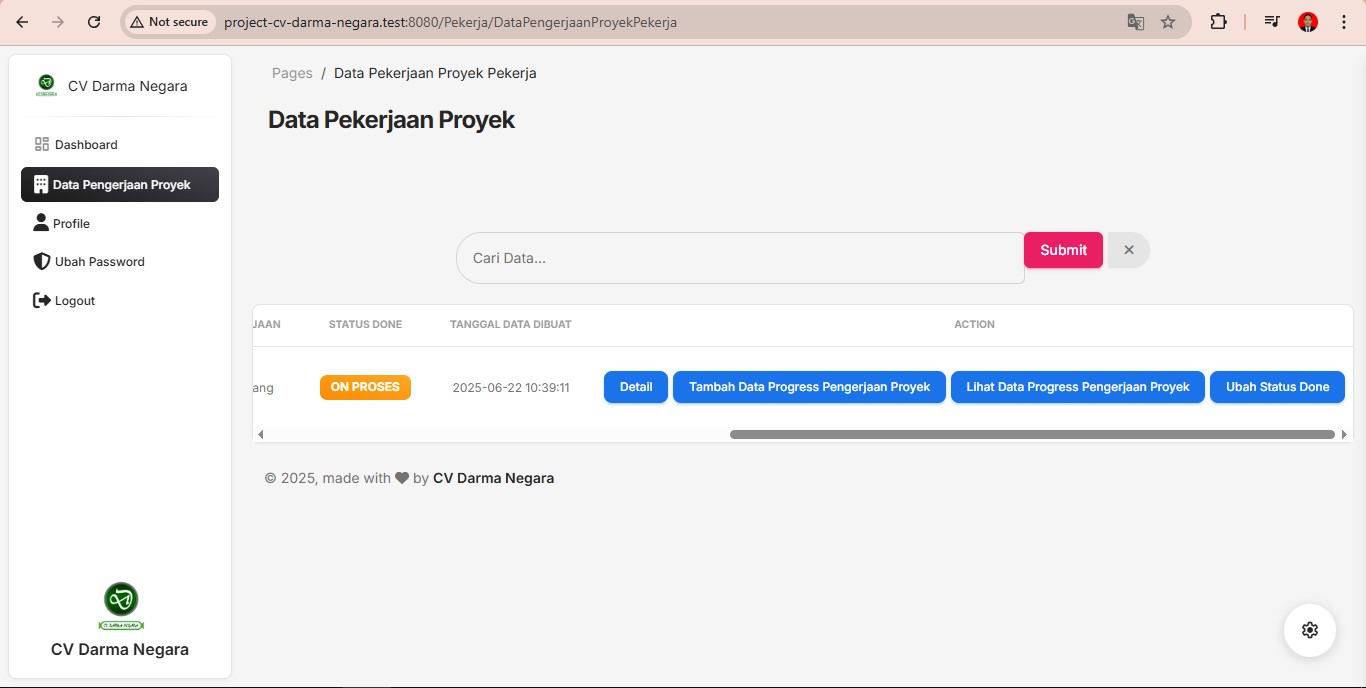 Not secure project-cv-darma-negara.test:8080/Pekerja/DataPengerjaanProyekPekerja
CV Darma Negara
Dashboard
Data Pengerjaan Proyek
Profile
Ubah Password
Logout
CV Darma Negara
Pages / Data Pekerjaan Proyek Pekerja
Data Pekerjaan Proyek
Cari Data... Submit ×
JAAN STATUS DONE TANGGAL DATA DIBUAT ACTION
ang ON PROSES 2025-06-22 10:39:11 Detail Tambah Data Progress Pengerjaan Proyek Lihat Data Progress Pengerjaan Proyek Ubah Status Done
© 2025, made with ♥ by CV Darma Negara